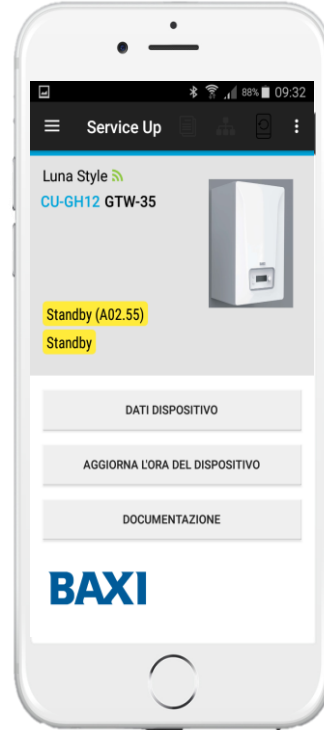 88% 09:32
Service Up
Luna Style
CU-GH12 GTW-35
Standby (A02.55)
Standby
DATI DISPOSITIVO
AGGIORNA L'ORA DEL DISPOSITIVO
DOCUMENTAZIONE
BAXI